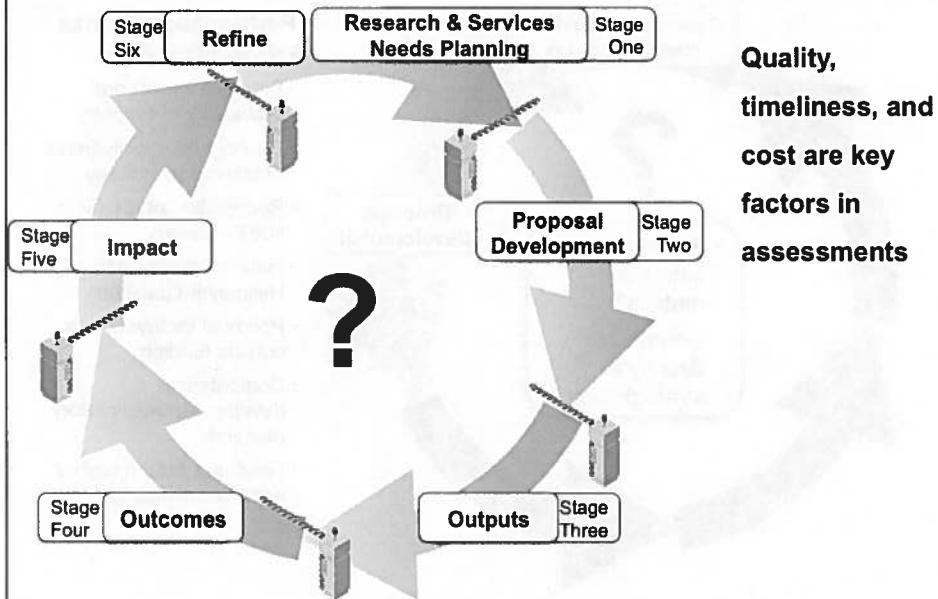 Stage
Six
Refine
Research & Services
Needs Planning
Stage
One
Quality,
timeliness, and
cost are key
factors in
assessments
Proposal
Development
Stage
Two
Stage
Five
Impact
?
Stage
Four
Outcomes
Outputs
Stage
Three